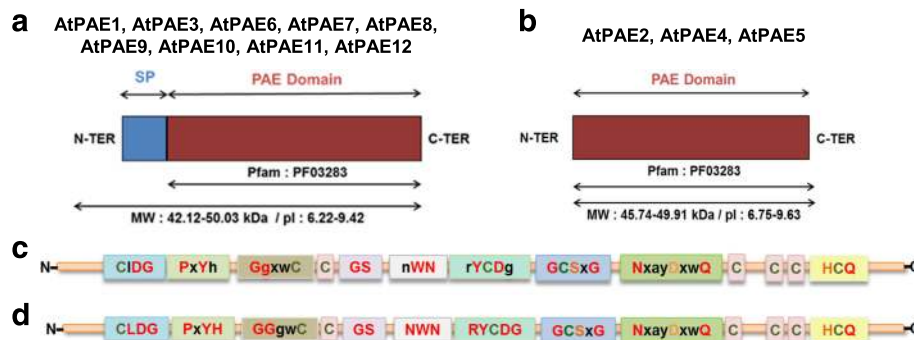 a
AtPAE1, AtPAE3, AtPAE6, AtPAE7, AtPAE8,
AtPAE9, AtPAE10, AtPAE11, AtPAE12
SP PAE Domain
N-TER C-TER
Pfam : PF03283
MW : 42.12-50.03 kDa / pI : 6.22-9.42
b
AtPAE2, AtPAE4, AtPAE5
PAE Domain
N-TER C-TER
Pfam : PF03283
MW : 45.74-49.91 kDa / pI : 6.75-9.63
c
N- ClDG PxYh GgxwC C GS nWN rYCDg GCSxG NxayDxwQ C C C HCQ -C
d
N- CLDG PxYH GGgwC C GS NWN RYCDG GCSxG NxayDxwQ C C C HCQ -C